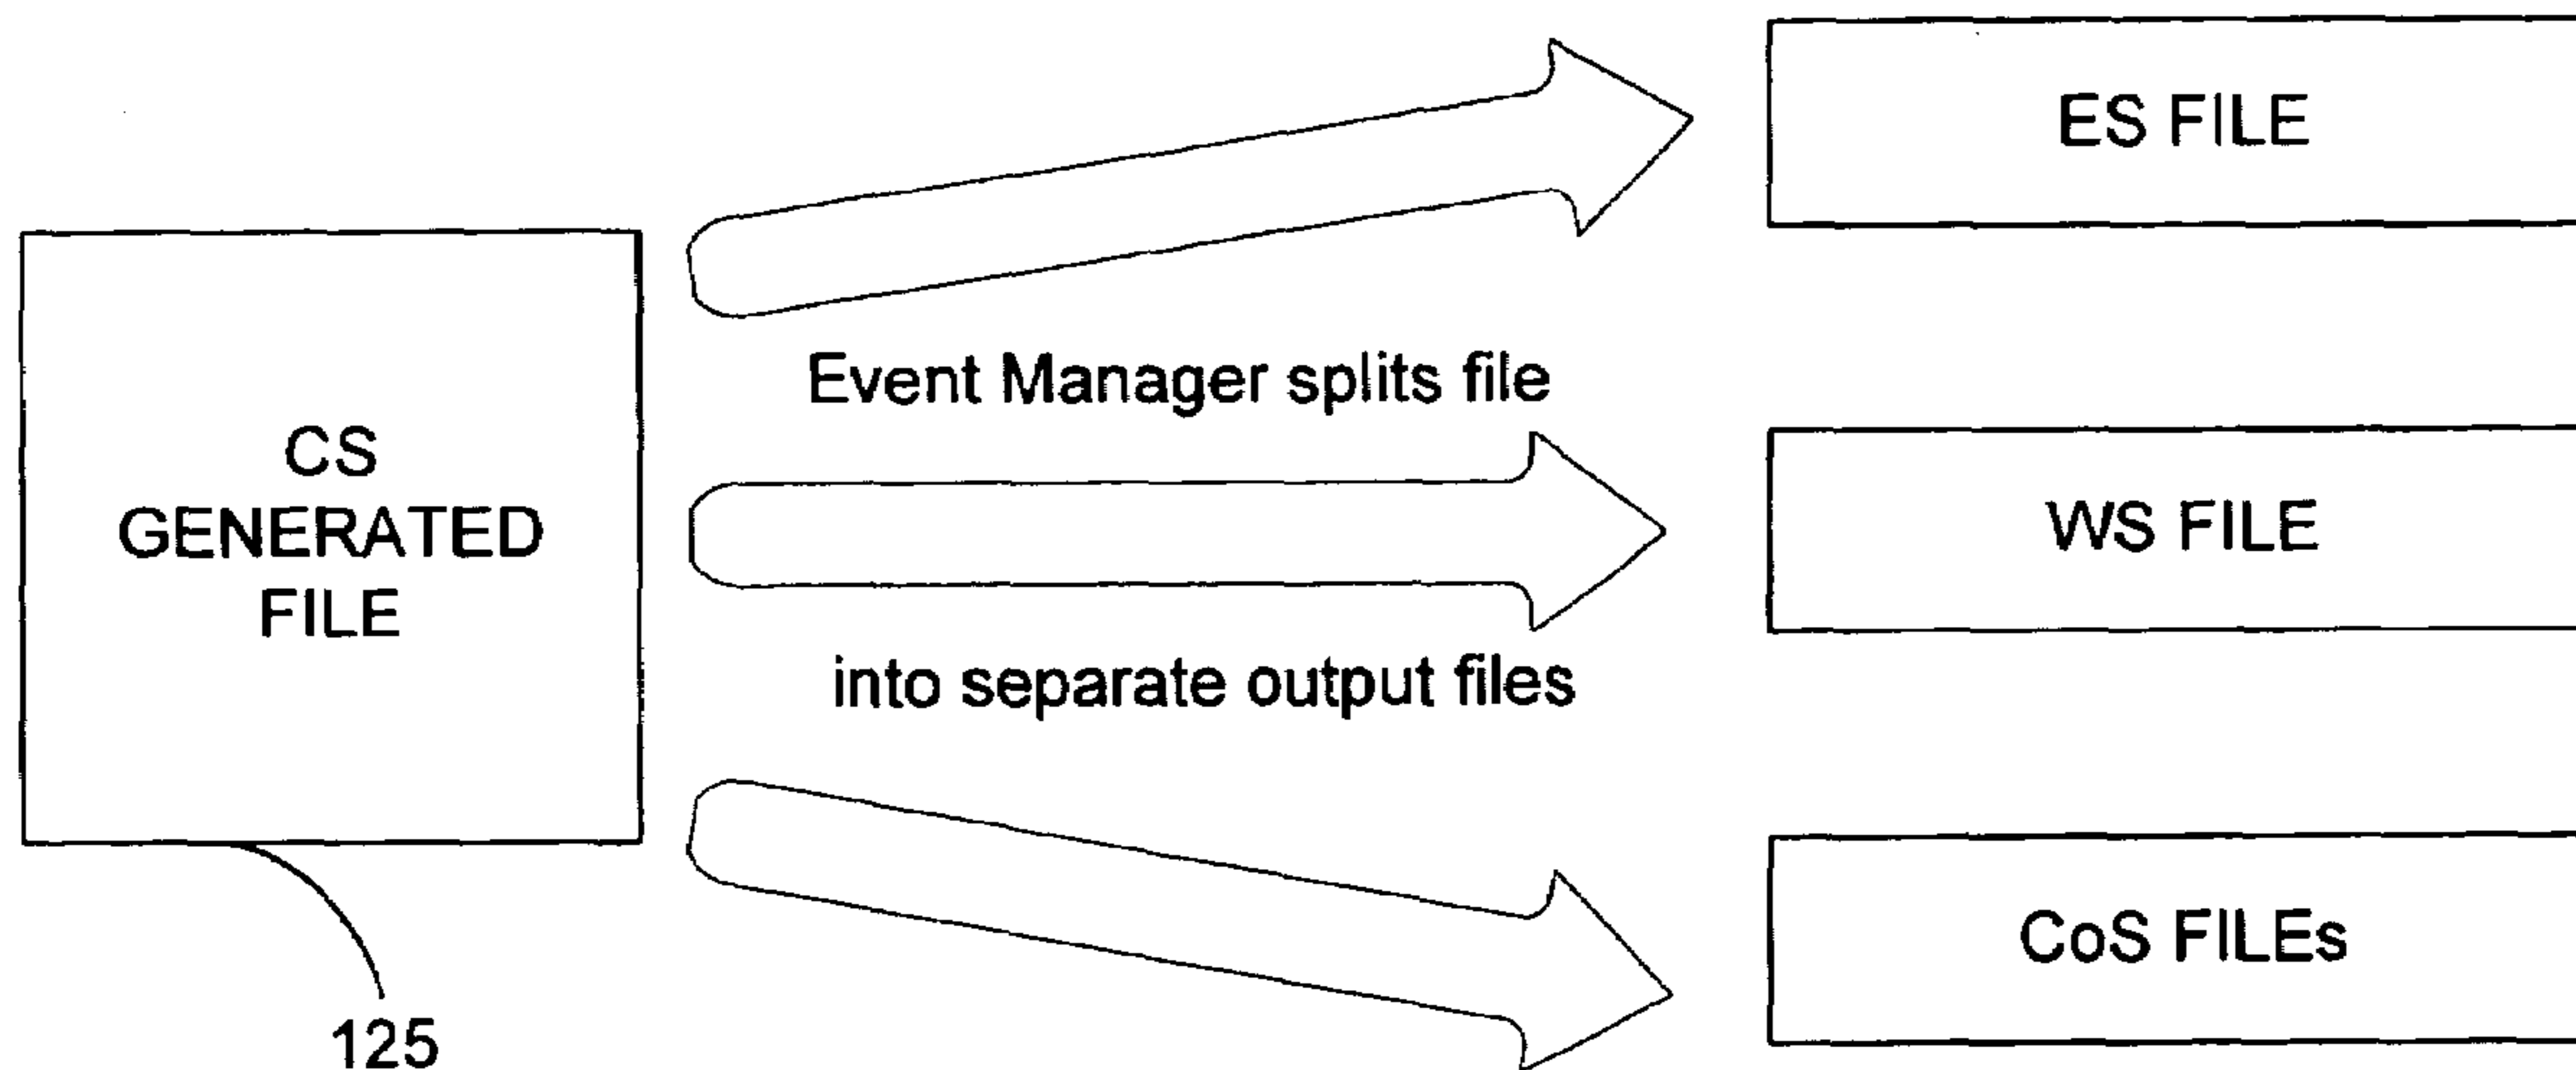 CS
GENERATED
FILE
125
Event Manager splits file
into separate output files
ES FILE
WS FILE
CoS FILEs